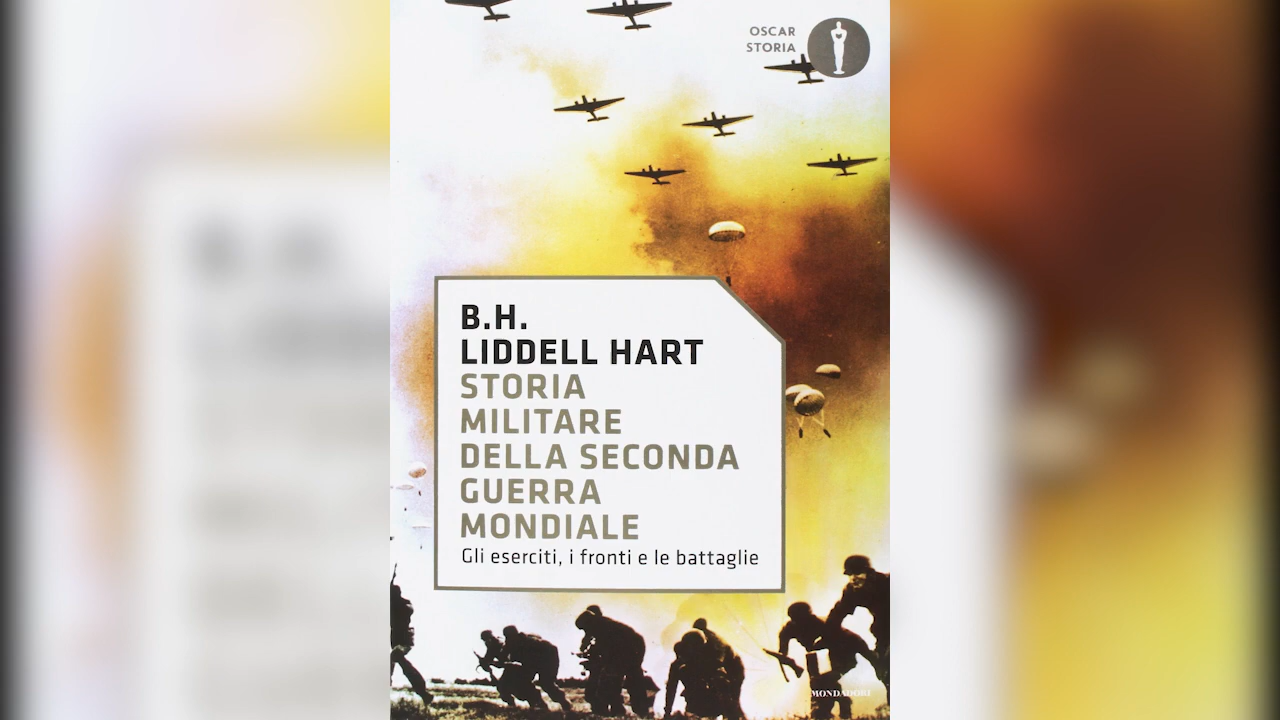 OSCAR
STORIA
B.H.
LIDDELL HART
STORIA
MILITARE
DELLA SECONDA
GUERRA
MONDIALE
Gli eserciti, i fronti e le battaglie
MONDADORI